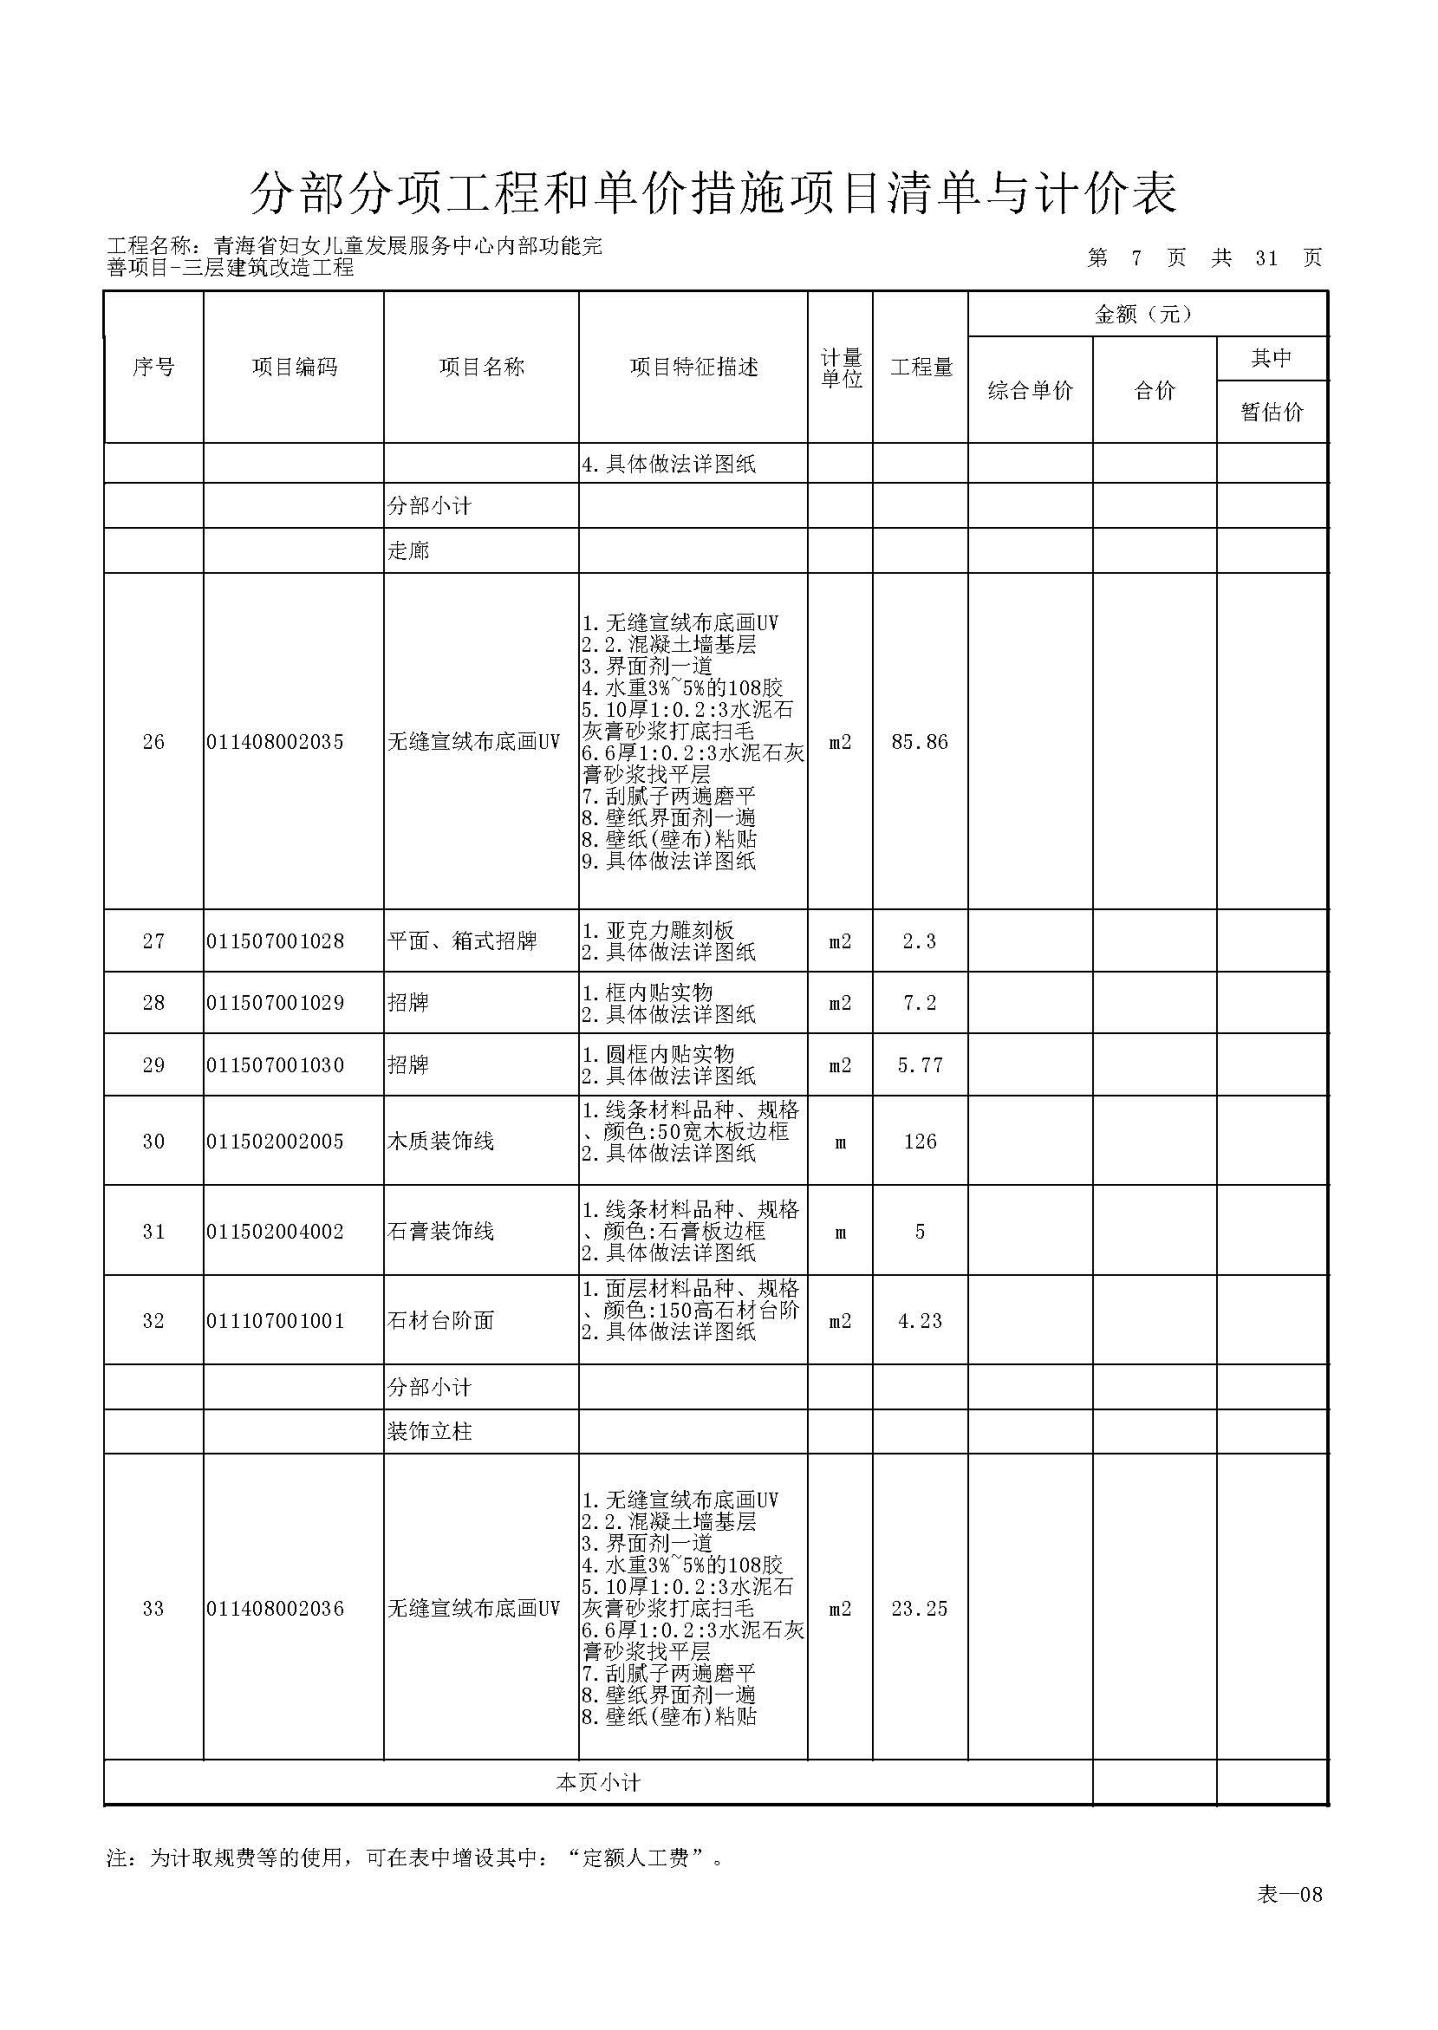 分部分项工程和单价措施项目清单与计价表
工程名称：青海省妇女儿童发展服务中心内部功能完
善项目-三层建筑改造工程
第 7 页 共 31 页
序号 项目编码 项目名称 项目特征描述 计量单位 工程量 金额（元）
综合单价 合价 其中
暂估价
4.具体做法详图纸
分部小计
走廊
26 011408002035 无缝宣绒布底画UV 1.无缝宣绒布底画UV
2.2.混凝土墙基层
3.界面剂一道
4.水重3%~5%的108胶
5.10厚1:0.2:3水泥石
灰膏砂浆打底扫毛
6.6厚1:0.2:3水泥石灰
膏砂浆找平层
7.刮腻子两遍磨平
8.壁纸界面剂一遍
8.壁纸(壁布)粘贴
9.具体做法详图纸
m2 85.86
27 011507001028 平面、箱式招牌 1.亚克力雕刻板
2.具体做法详图纸
m2 2.3
28 011507001029 招牌 1.框内贴实物
2.具体做法详图纸
m2 7.2
29 011507001030 招牌 1.圆框内贴实物
2.具体做法详图纸
m2 5.77
30 011502002005 木质装饰线 1.线条材料品种、规格
、颜色:50宽木板边框
2.具体做法详图纸
m 126
31 011502004002 石膏装饰线 1.线条材料品种、规格
、颜色:石膏板边框
2.具体做法详图纸
m 5
32 011107001001 石材台阶面 1.面层材料品种、规格
、颜色:150高石材台阶
2.具体做法详图纸
m2 4.23
分部小计
装饰立柱
33 011408002036 无缝宣绒布底画UV 1.无缝宣绒布底画UV
2.2.混凝土墙基层
3.界面剂一道
4.水重3%~5%的108胶
5.10厚1:0.2:3水泥石
灰膏砂浆打底扫毛
6.6厚1:0.2:3水泥石灰
膏砂浆找平层
7.刮腻子两遍磨平
8.壁纸界面剂一遍
8.壁纸(壁布)粘贴
m2 23.25
本页小计
注：为计取规费等的使用，可在表中增设其中：“定额人工费”。
表—08